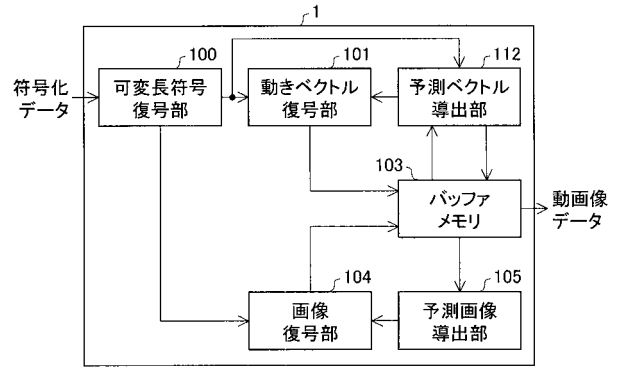 1
100
101
112
符号化
データ
可変長符号
復号部
動きベクトル
復号部
予測ベクトル
導出部
103
バッファ
メモリ
動画像
データ
104
105
画像
復号部
予測画像
導出部